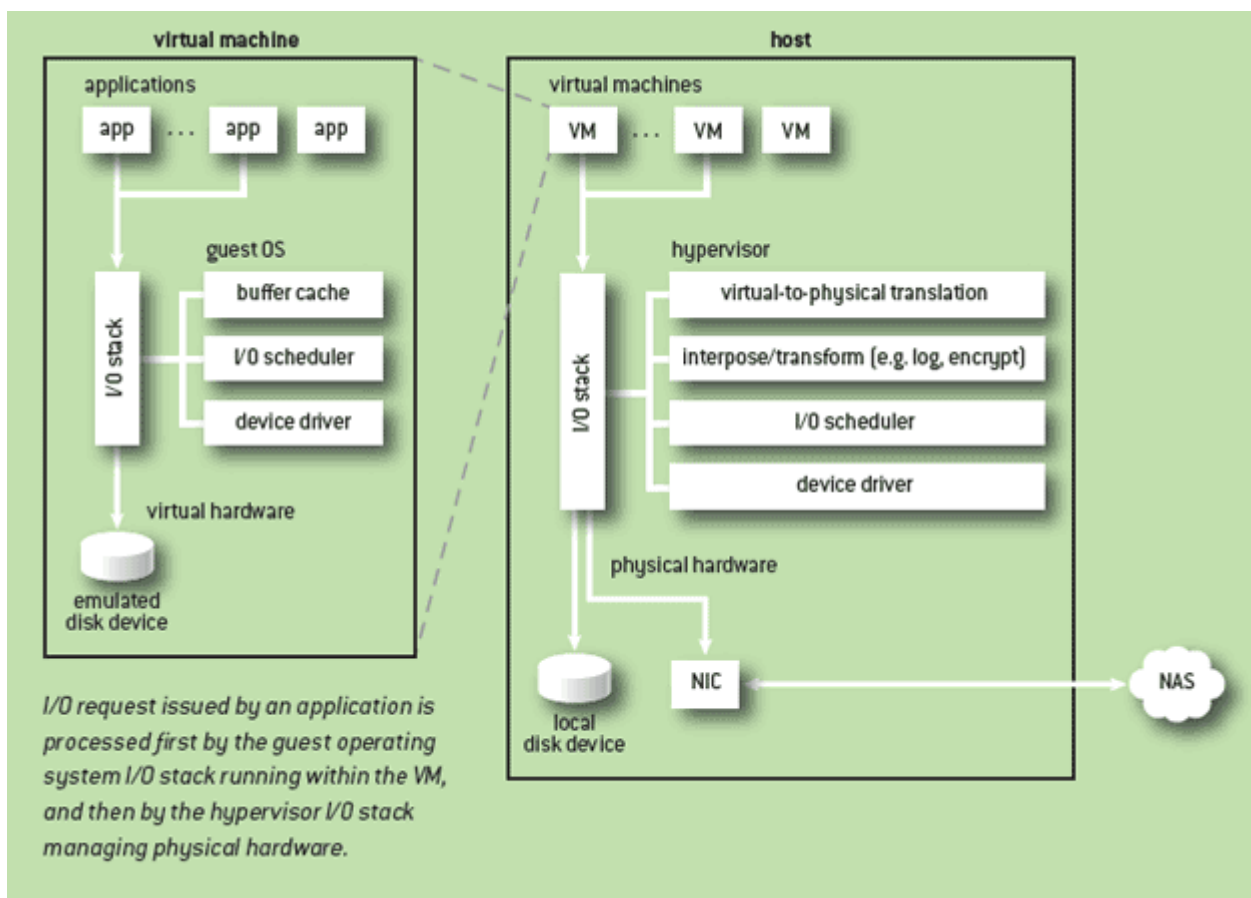 virtual machine
applications
app ... app app
guest OS
buffer cache
I/O stack
I/O scheduler
device driver
virtual hardware
emulated
disk device
host
virtual machines
VM ... VM VM
hypervisor
virtual-to-physical translation
interpose/transform (e.g. log, encrypt)
I/O stack
I/O scheduler
device driver
physical hardware
NIC
NAS
local
disk device
I/O request issued by an application is
processed first by the guest operating
system I/O stack running within the VM,
and then by the hypervisor I/O stack
managing physical hardware.